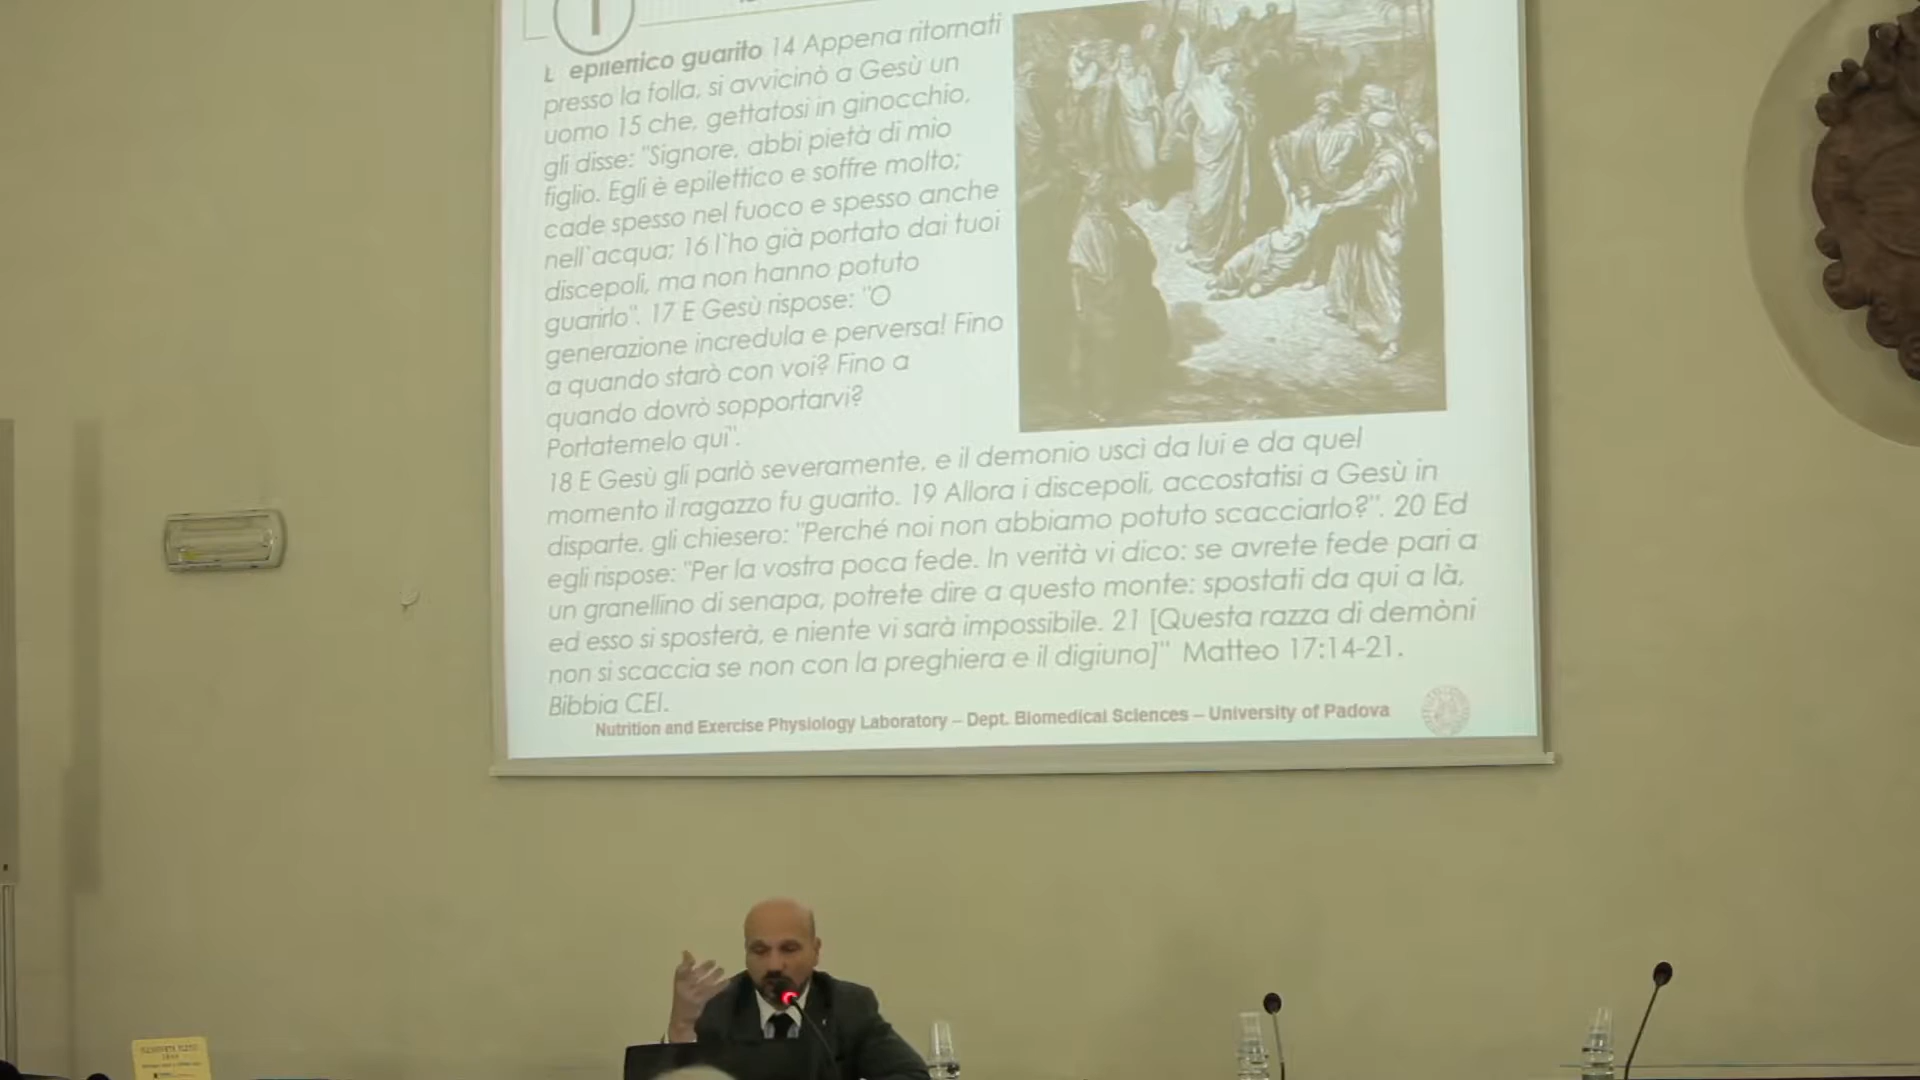 L'epilettico guarito 14 Appena ritornati
presso la folla, si avvicinò a Gesù un
uomo 15 che, gettatosi in ginocchio,
gli disse: "Signore, abbi pietà di mio
figlio. Egli è epilettico e soffre molto;
cade spesso nel fuoco e spesso anche
nell'acqua; 16 l'ho già portato dai tuoi
discepoli, ma non hanno potuto
guarirlo". 17 E Gesù rispose: "O
generazione incredula e perversa! Fino
a quando starò con voi? Fino a
quando dovrò sopportarvi?
Portatemelo qui".
18 E Gesù gli parlò severamente, e il demonio uscì da lui e da quel
momento il ragazzo fu guarito. 19 Allora i discepoli, accostatisi a Gesù in
disparte, gli chiesero: "Perché noi non abbiamo potuto scacciarlo?". 20 Ed
egli rispose: "Per la vostra poca fede. In verità vi dico: se avrete fede pari a
un granellino di senapa, potrete dire a questo monte: spostati da qui a là,
ed esso si sposterà, e niente vi sarà impossibile. 21 [Questa razza di demòni
non si scaccia se non con la preghiera e il digiuno]" Matteo 17:14-21.
Bibbia CEI.
Nutrition and Exercise Physiology Laboratory – Dept. Biomedical Sciences – University of Padova